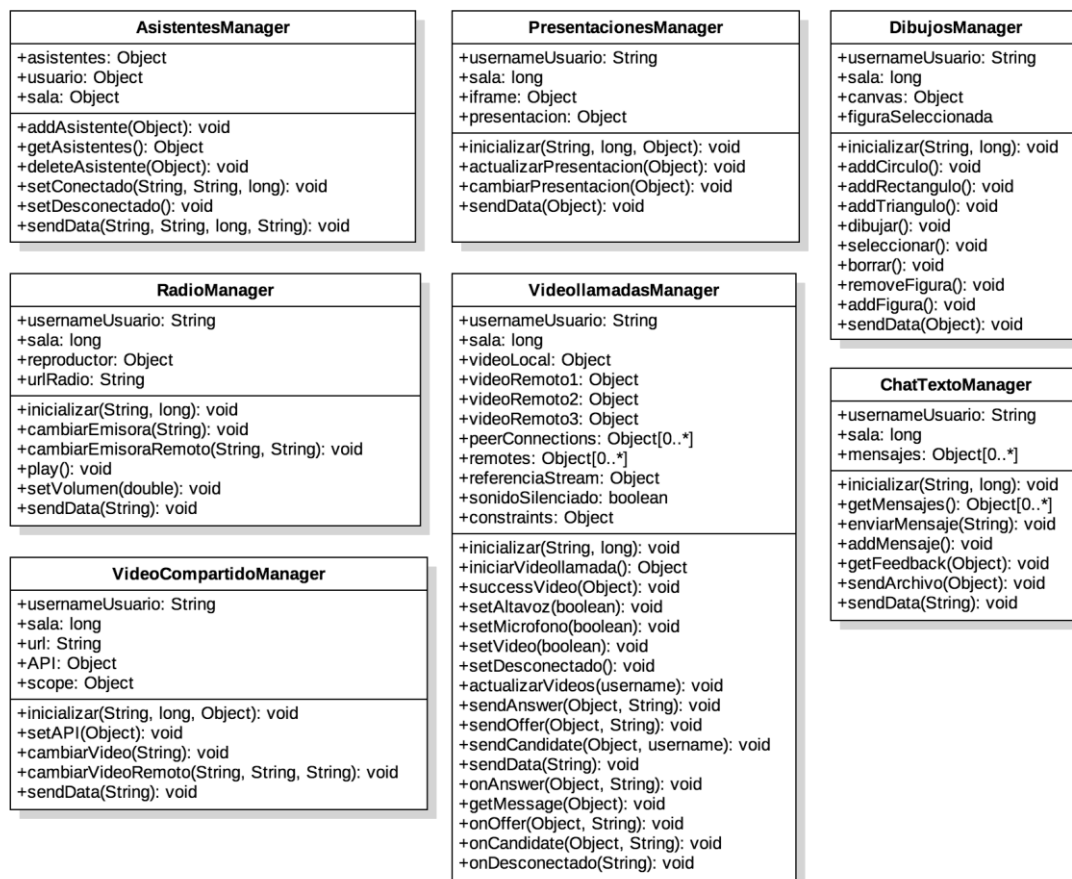 AsistentesManager
+asistentes: Object
+usuario: Object
+sala: Object
+addAsistente(Object): void
+getAsistentes(): Object
+deleteAsistente(Object): void
+setConectado(String, String, long): void
+setDesconectado(): void
+sendData(String, String, long, String): void
PresentacionesManager
+usernameUsuario: String
+sala: long
+iframe: Object
+presentacion: Object
+inicializar(String, long, Object): void
+actualizarPresentacion(Object): void
+cambiarPresentacion(Object): void
+sendData(Object): void
DibujosManager
+usernameUsuario: String
+sala: long
+canvas: Object
+figuraSeleccionada
+inicializar(String, long): void
+addCirculo(): void
+addRectangulo(): void
+addTriangulo(): void
+dibujar(): void
+seleccionar(): void
+borrar(): void
+removeFigura(): void
+addFigura(): void
+sendData(Object): void
RadioManager
+usernameUsuario: String
+sala: long
+reproductor: Object
+urlRadio: String
+inicializar(String, long): void
+cambiarEmisora(String): void
+cambiarEmisoraRemoto(String, String): void
+play(): void
+setVolumen(double): void
+sendData(String): void
VideollamadasManager
+usernameUsuario: String
+sala: long
+videoLocal: Object
+videoRemoto1: Object
+videoRemoto2: Object
+videoRemoto3: Object
+peerConnections: Object[0..*]
+remotes: Object[0..*]
+referenciaStream: Object
+sonidoSilenciado: boolean
+constraints: Object
+inicializar(String, long): void
+iniciarVideollamada(): Object
+successVideo(Object): void
+setAltavoz(boolean): void
+setMicrofono(boolean): void
+setVideo(boolean): void
+setDesconectado(): void
+actualizarVideos(username): void
+sendAnswer(Object, String): void
+sendOffer(Object, String): void
+sendCandidate(Object, username): void
+sendData(String): void
+onAnswer(Object, String): void
+getMessage(Object): void
+onOffer(Object, String): void
+onCandidate(Object, String): void
+onDesconectado(String): void
ChatTextoManager
+usernameUsuario: String
+sala: long
+mensajes: Object[0..*]
+inicializar(String, long): void
+getMensajes(): Object[0..*]
+enviarMensaje(String): void
+addMensaje(): void
+getFeedback(Object): void
+sendArchivo(Object): void
+sendData(String): void
VideoCompartidoManager
+usernameUsuario: String
+sala: long
+url: String
+API: Object
+scope: Object
+inicializar(String, long, Object): void
+setAPI(Object): void
+cambiarVideo(String): void
+cambiarVideoRemoto(String, String, String): void
+sendData(String): void